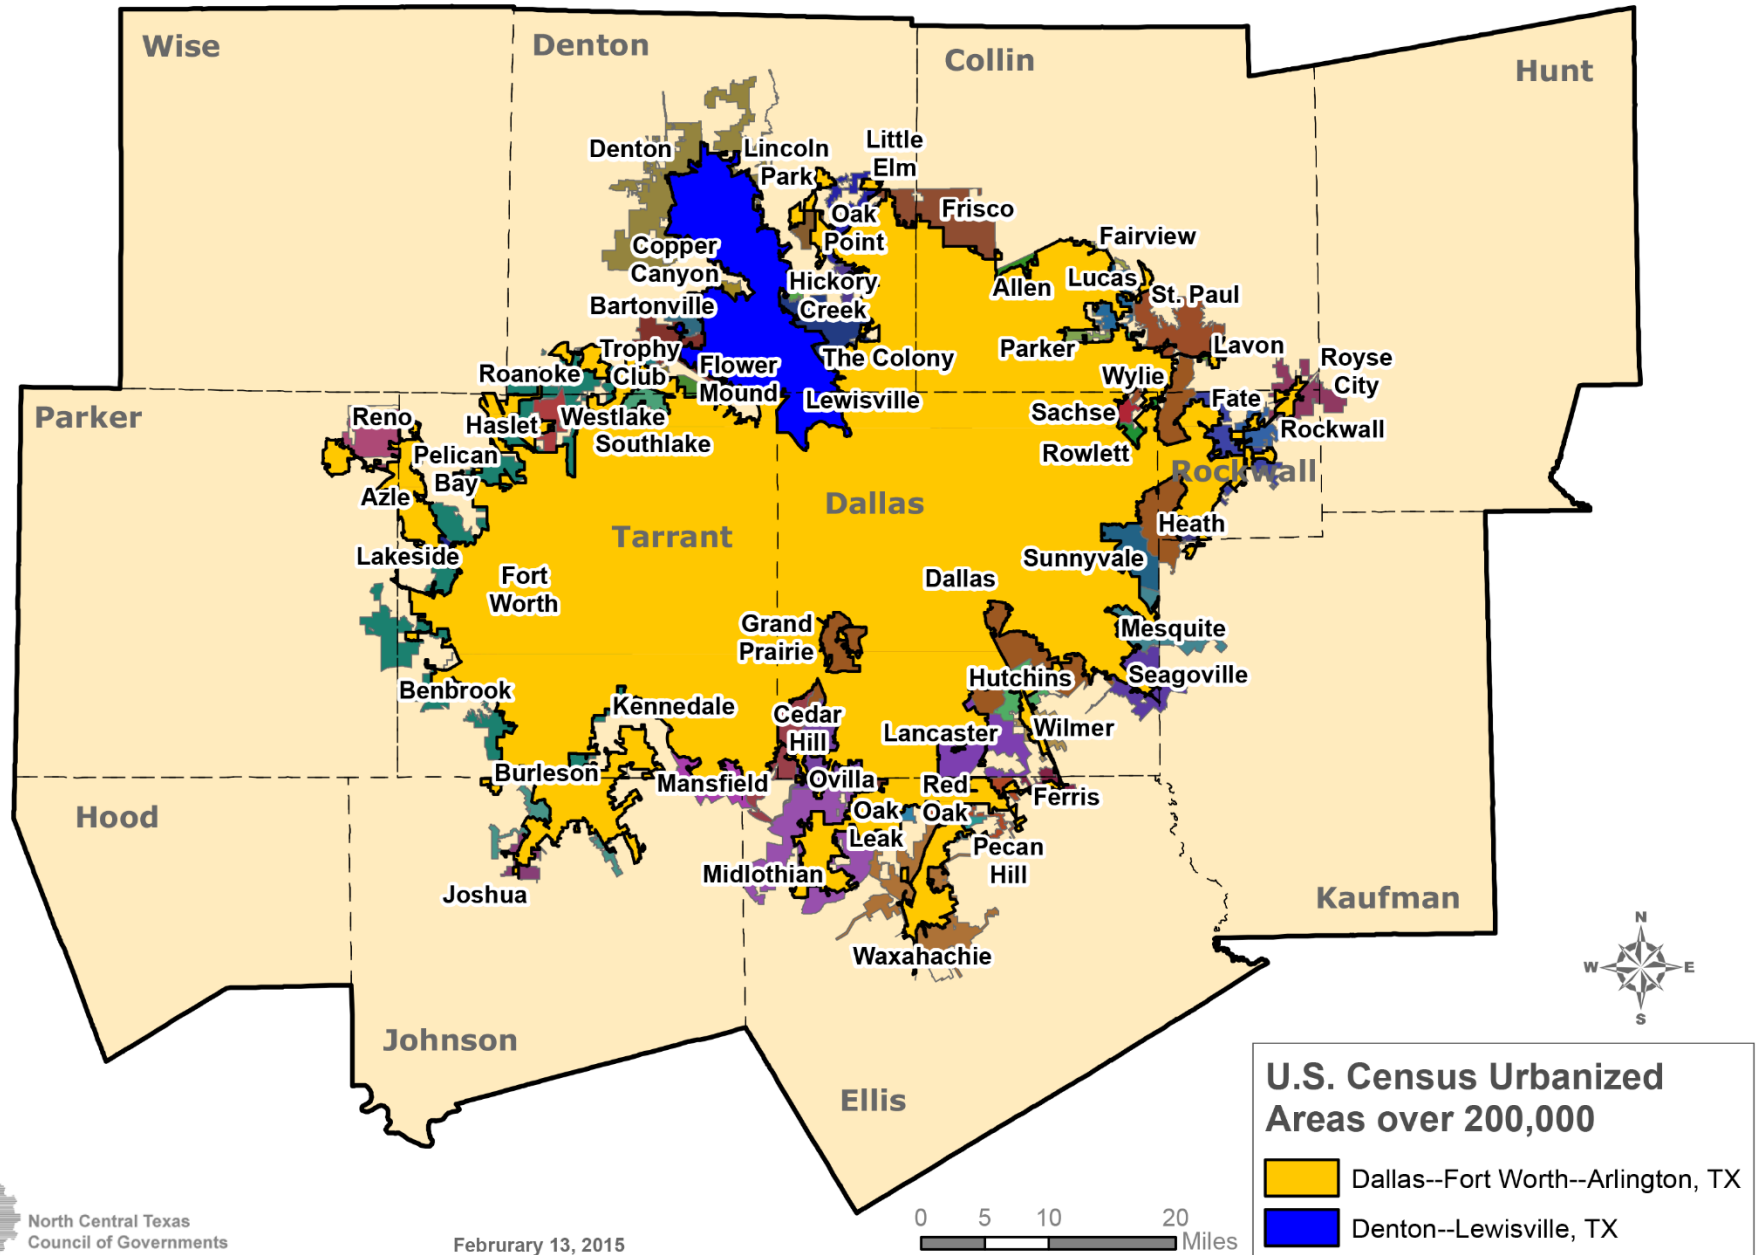 Wise
Denton
Collin
Hunt
Denton
Lincoln
Park
Little
Elm
Oak
Point
Frisco
Fairview
Copper
Canyon
Hickory
Creek
Allen
Lucas
St. Paul
Bartonville
Trophy
Club
Flower
Mound
The Colony
Parker
Lavon
Royse
City
Roanoke
Wylie
Parker
Reno
Haslet
Westlake
Southlake
Lewisville
Sachse
Fate
Rockwall
Pelican
Bay
Rowlett
Rockwall
Azle
Dallas
Tarrant
Heath
Lakeside
Sunnyvale
Fort
Worth
Dallas
Grand
Prairie
Mesquite
Benbrook
Hutchins
Seagoville
Kennedale
Cedar
Hill
Lancaster
Wilmer
Burleson
Mansfield
Ovilla
Red
Oak
Ferris
Hood
Oak
Leak
Pecan
Hill
Midlothian
Joshua
Kaufman
Waxahachie
N
W
E
S
Johnson
Ellis
U.S. Census Urbanized
Areas over 200,000
Dallas--Fort Worth--Arlington, TX
Denton--Lewisville, TX
0 5 10 20
Miles
North Central Texas
Council of Governments
Februrary 13, 2015